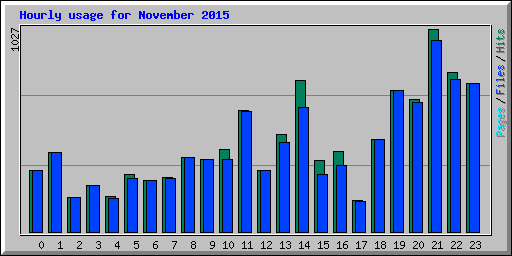 Hourly usage for November 2015
1027
Pages/Files/Hits
0 1 2 3 4 5 6 7 8 9 10 11 12 13 14 15 16 17 18 19 20 21 22 23